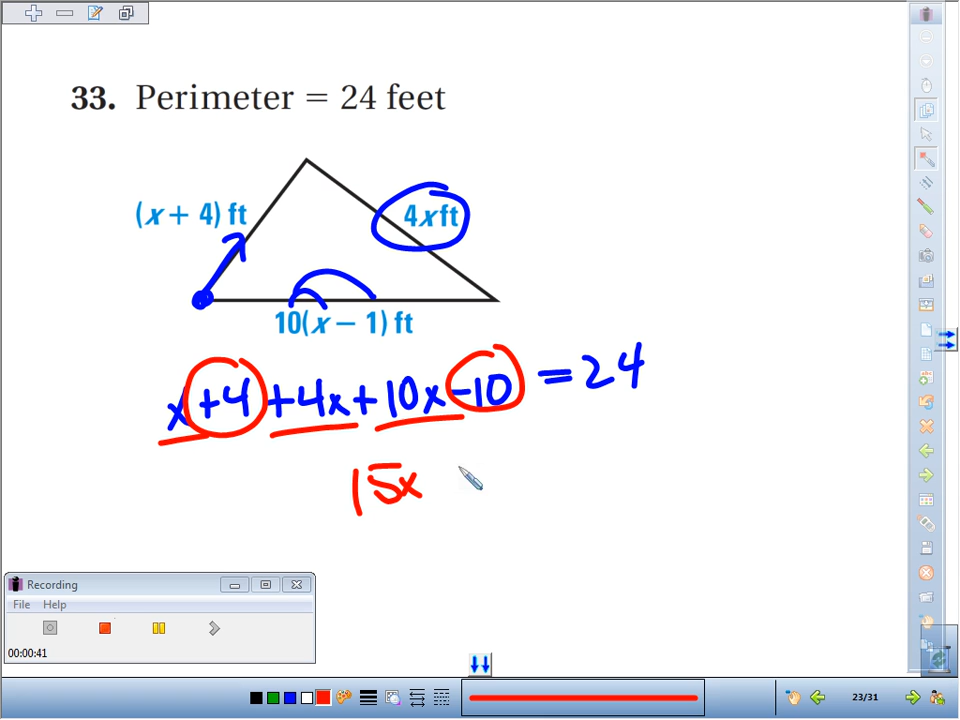 33. Perimeter = 24 feet
(x + 4) ft
4x ft
10(x − 1) ft
x +4 +4x + 10x −10 = 24
15x
Recording
File Help
00:00:41
23/31